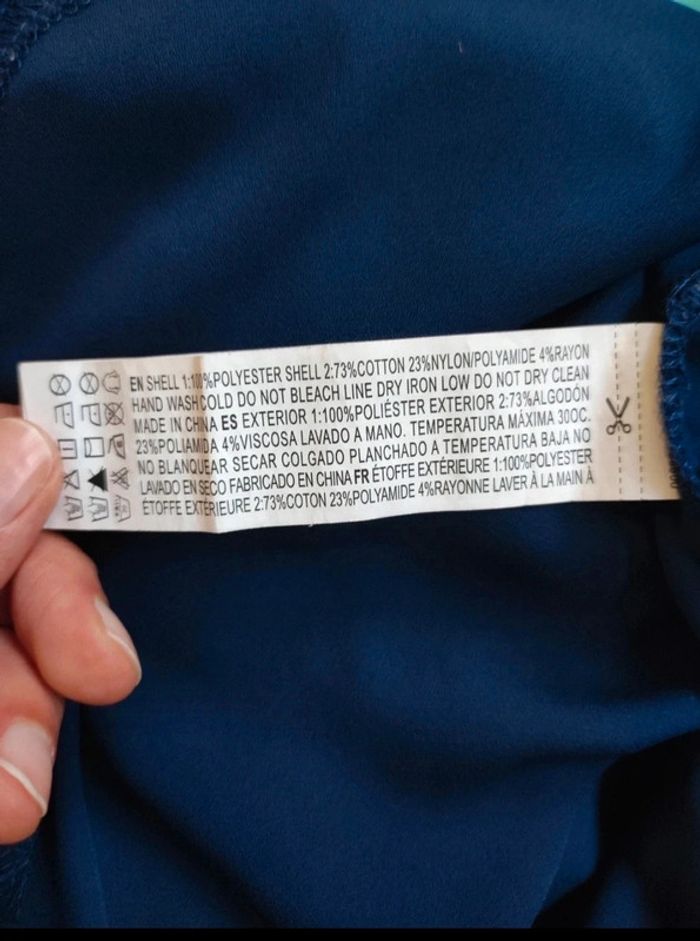 EN SHELL 1:100%POLYESTER SHELL 2:73%COTTON 23%NYLON/POLYAMIDE 4%RAYON
HAND WASH COLD DO NOT BLEACH LINE DRY IRON LOW DO NOT DRY CLEAN
MADE IN CHINA ES EXTERIOR 1:100%POLIÉSTER EXTERIOR 2:73%ALGODÓN
23%POLIAMIDA 4%VISCOSA LAVADO A MANO. TEMPERATURA MÁXIMA 30OC.
NO BLANQUEAR SECAR COLGADO PLANCHADO A TEMPERATURA BAJA NO
LAVADO EN SECO FABRICADO EN CHINA FR ÉTOFFE EXTÉRIEURE 1:100%POLYESTER
ÉTOFFE EXTÉRIEURE 2:73%COTON 23%POLYAMIDE 4%RAYONNE LAVER À LA MAIN À